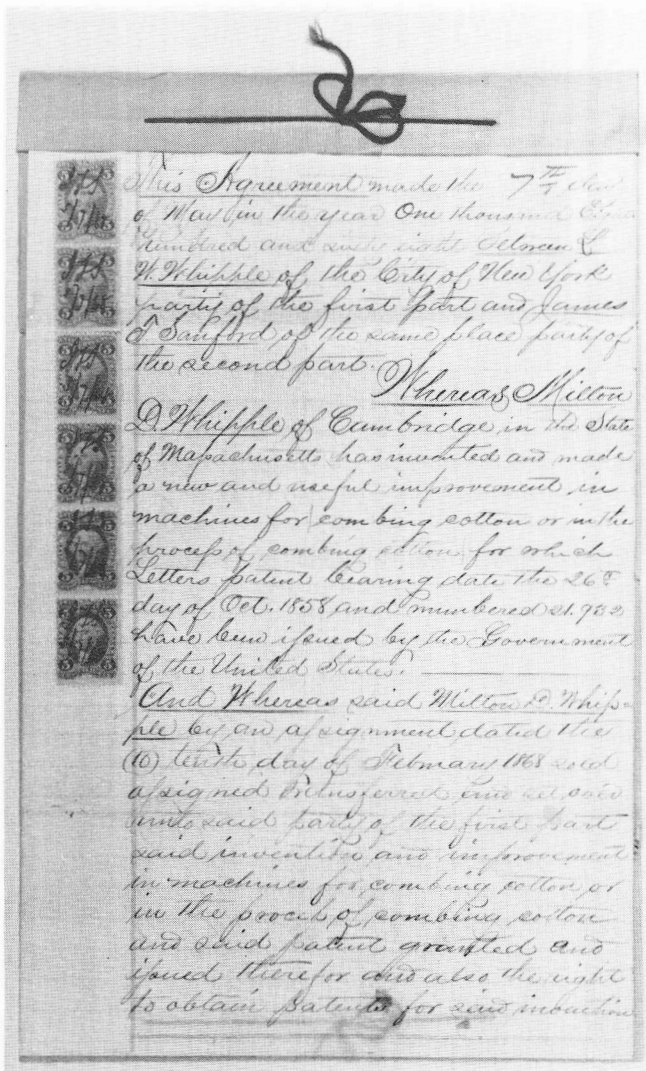 This Agreement made the 7th day
of May in the year One thousand Eight
hundred and sixty eight between
W. Whipple of the City of New York
party of the first Part and James
T Sanford of the same place party of
the second part.
Whereas Milton
D. Whipple of Cambridge in the State
of Massachusetts has invented and made
a new and useful improvement in
machines for combing cotton or in the
process of combing cotton for which
Letters patent bearing date the 26th
day of Oct. 1858 and numbered 21.932
have been issued by the Government
of the United States.
And Whereas said Milton D. Whip-
ple by an assignment dated the
(10) tenth day of February 1868 sold
assigned transferred and set over
unto said party of the first part
said invention and improvement
in machines for combing cotton or
in the process of combing cotton
and said patent granted and
issued therefor and also the right
to obtain patents for said invention